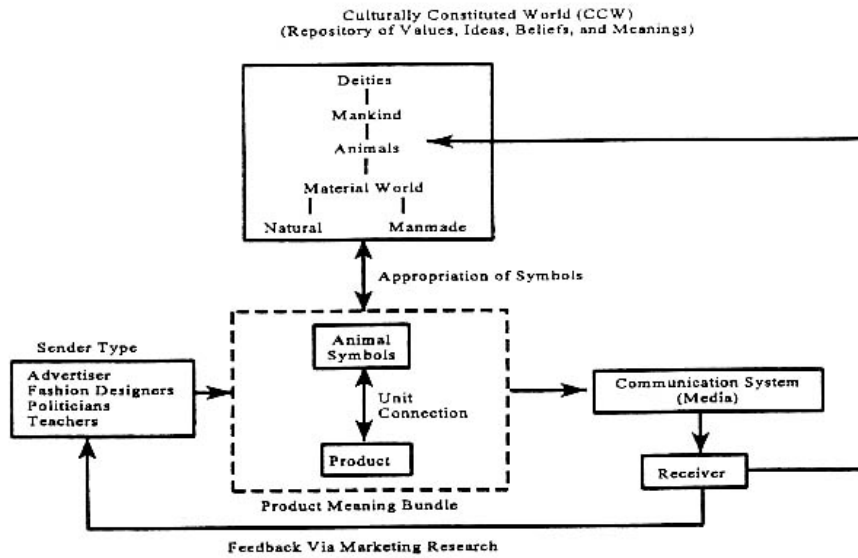 Culturally Constituted World (CCW)
(Repository of Values, Ideas, Beliefs, and Meanings)
Deities
Mankind
Animals
Material World
Natural Manmade
Appropriation of Symbols
Sender Type
Advertiser
Fashion Designers
Politicians
Teachers
Animal
Symbols
Unit
Connection
Product
Product Meaning Bundle
Communication System
(Media)
Receiver
Feedback Via Marketing Research